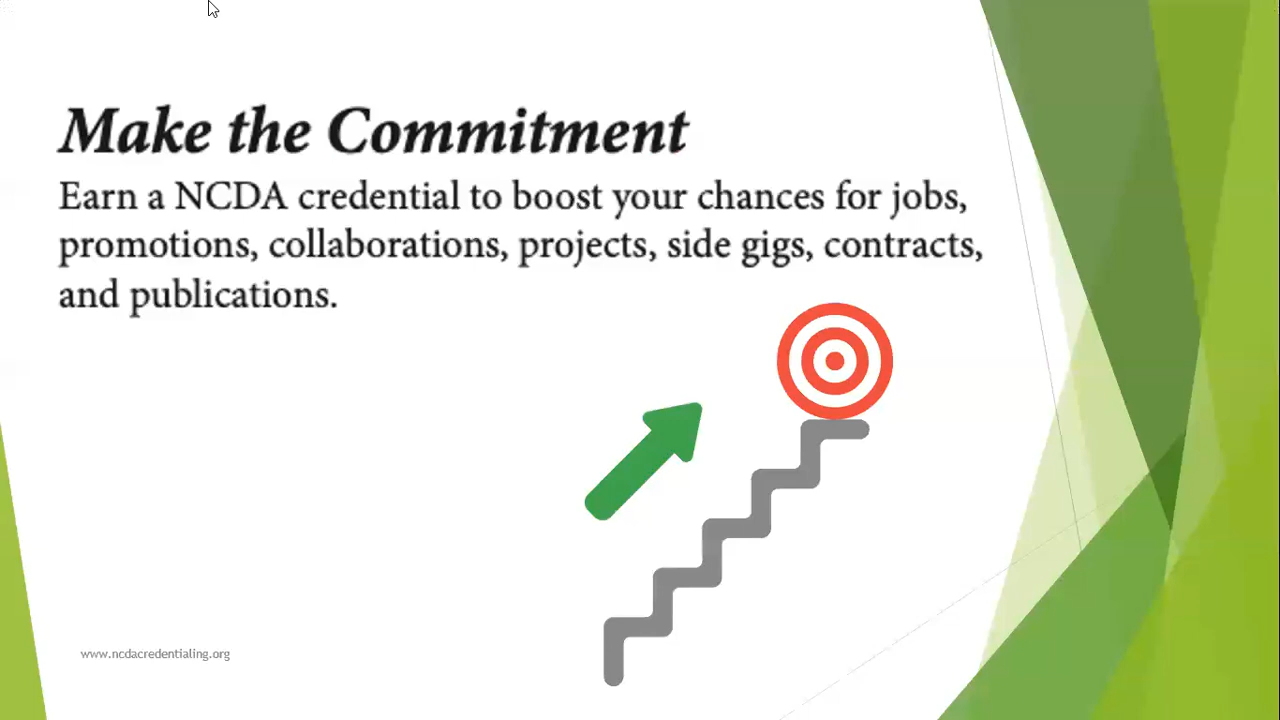 Make the Commitment
Earn a NCDA credential to boost your chances for jobs,
promotions, collaborations, projects, side gigs, contracts,
and publications.
www.ncdacredentialing.org